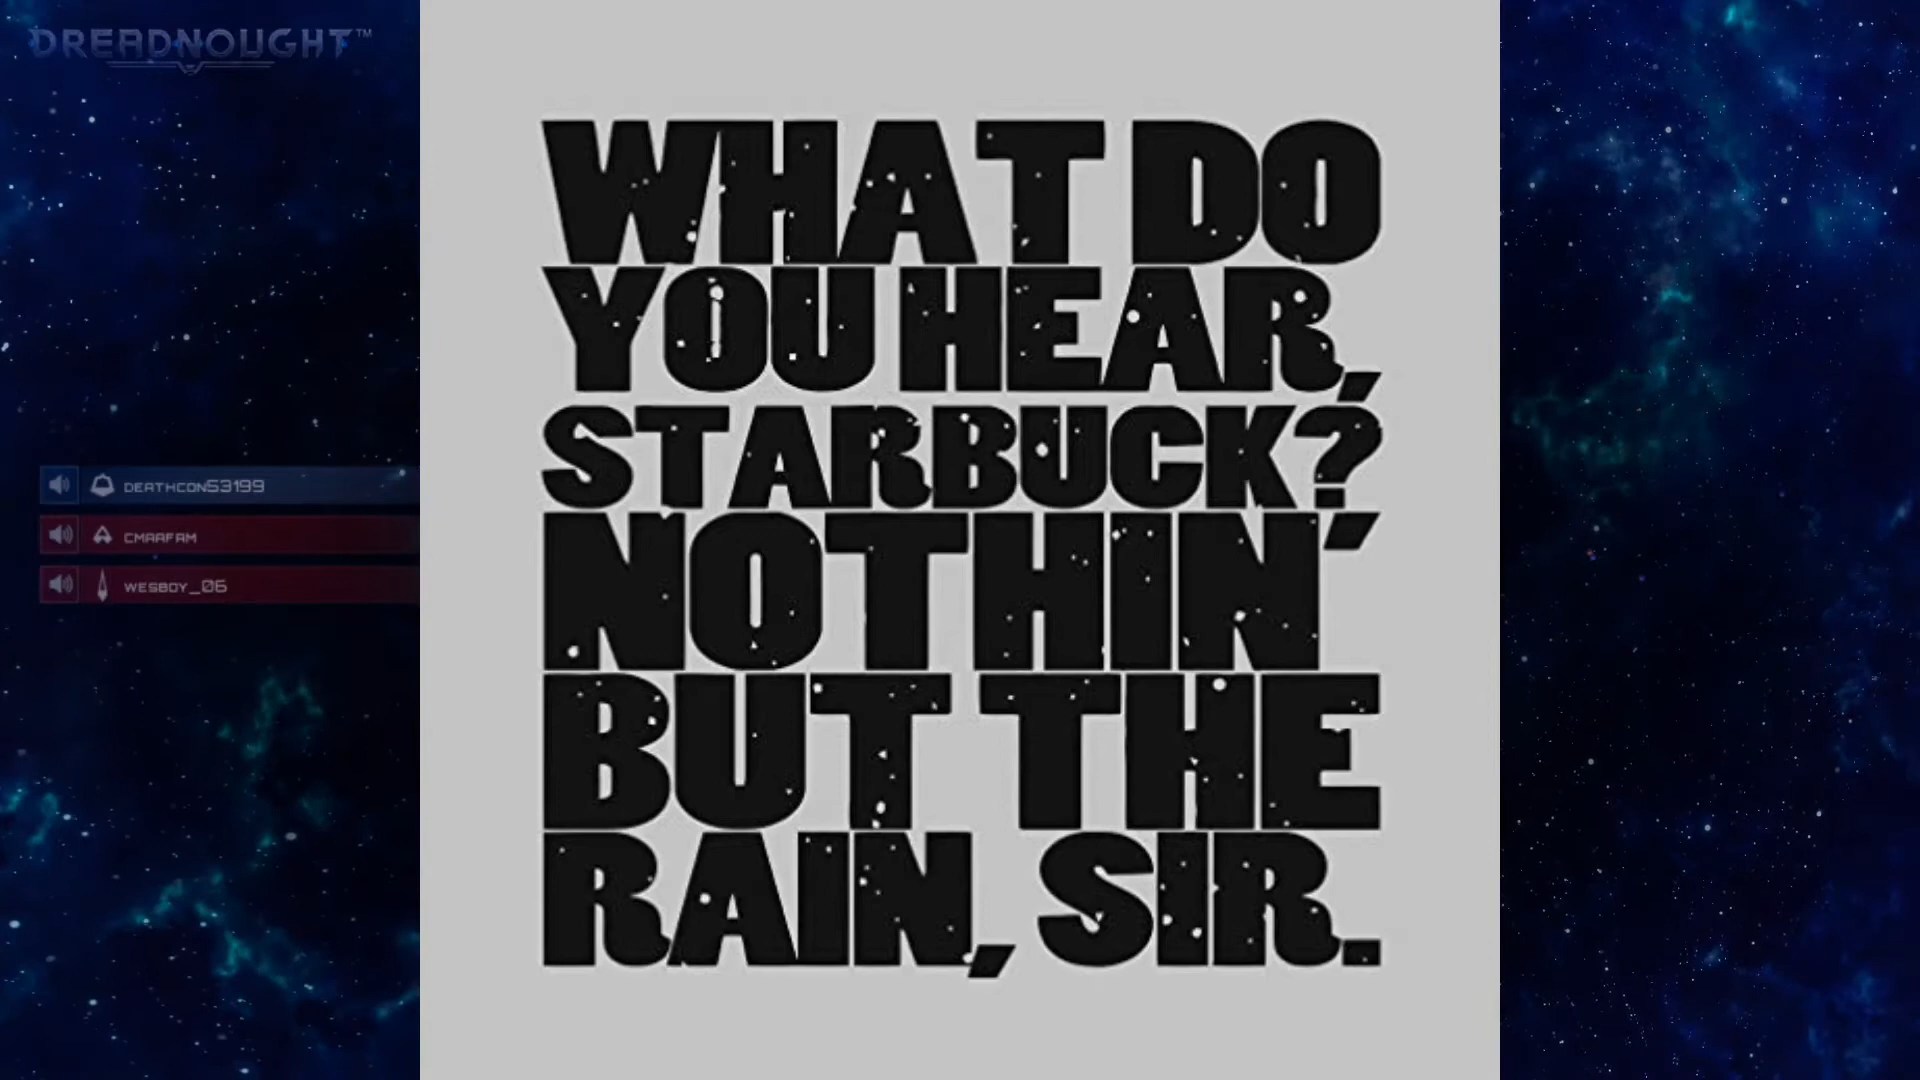 DREADNOUGHT™
DEATHCON53199
CMAAFAM
WESBOY_06
WHAT DO
YOU HEAR,
STARBUCK?
NOTHIN'
BUT THE
RAIN, SIR.